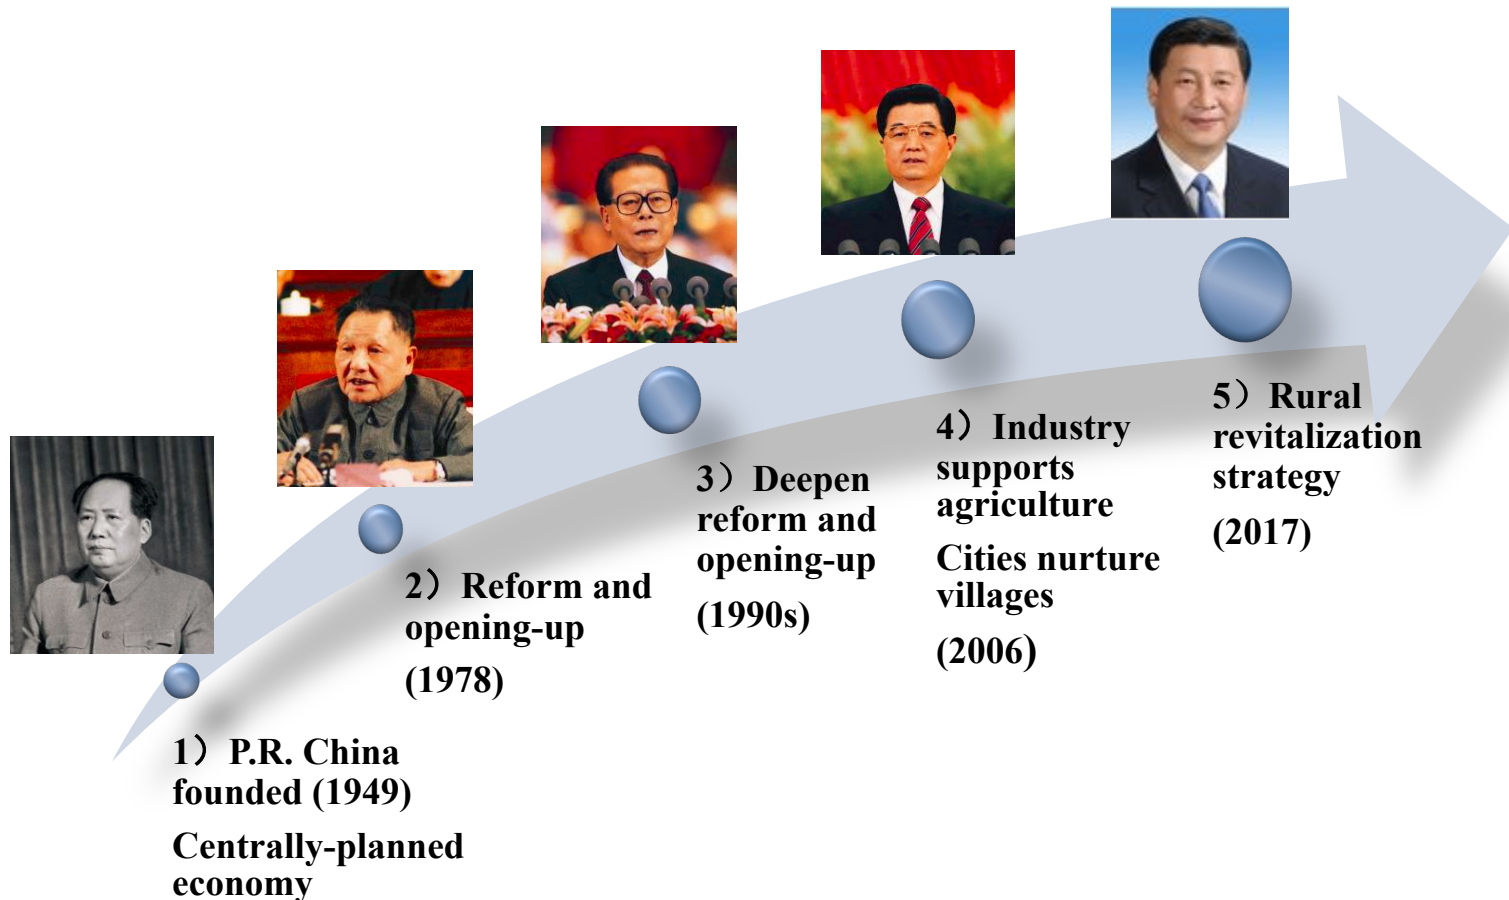 1）P.R. China
founded (1949)
Centrally-planned
economy
2）Reform and
opening-up
(1978)
3）Deepen
reform and
opening-up
(1990s)
4）Industry
supports
agriculture
Cities nurture
villages
(2006)
5）Rural
revitalization
strategy
(2017)